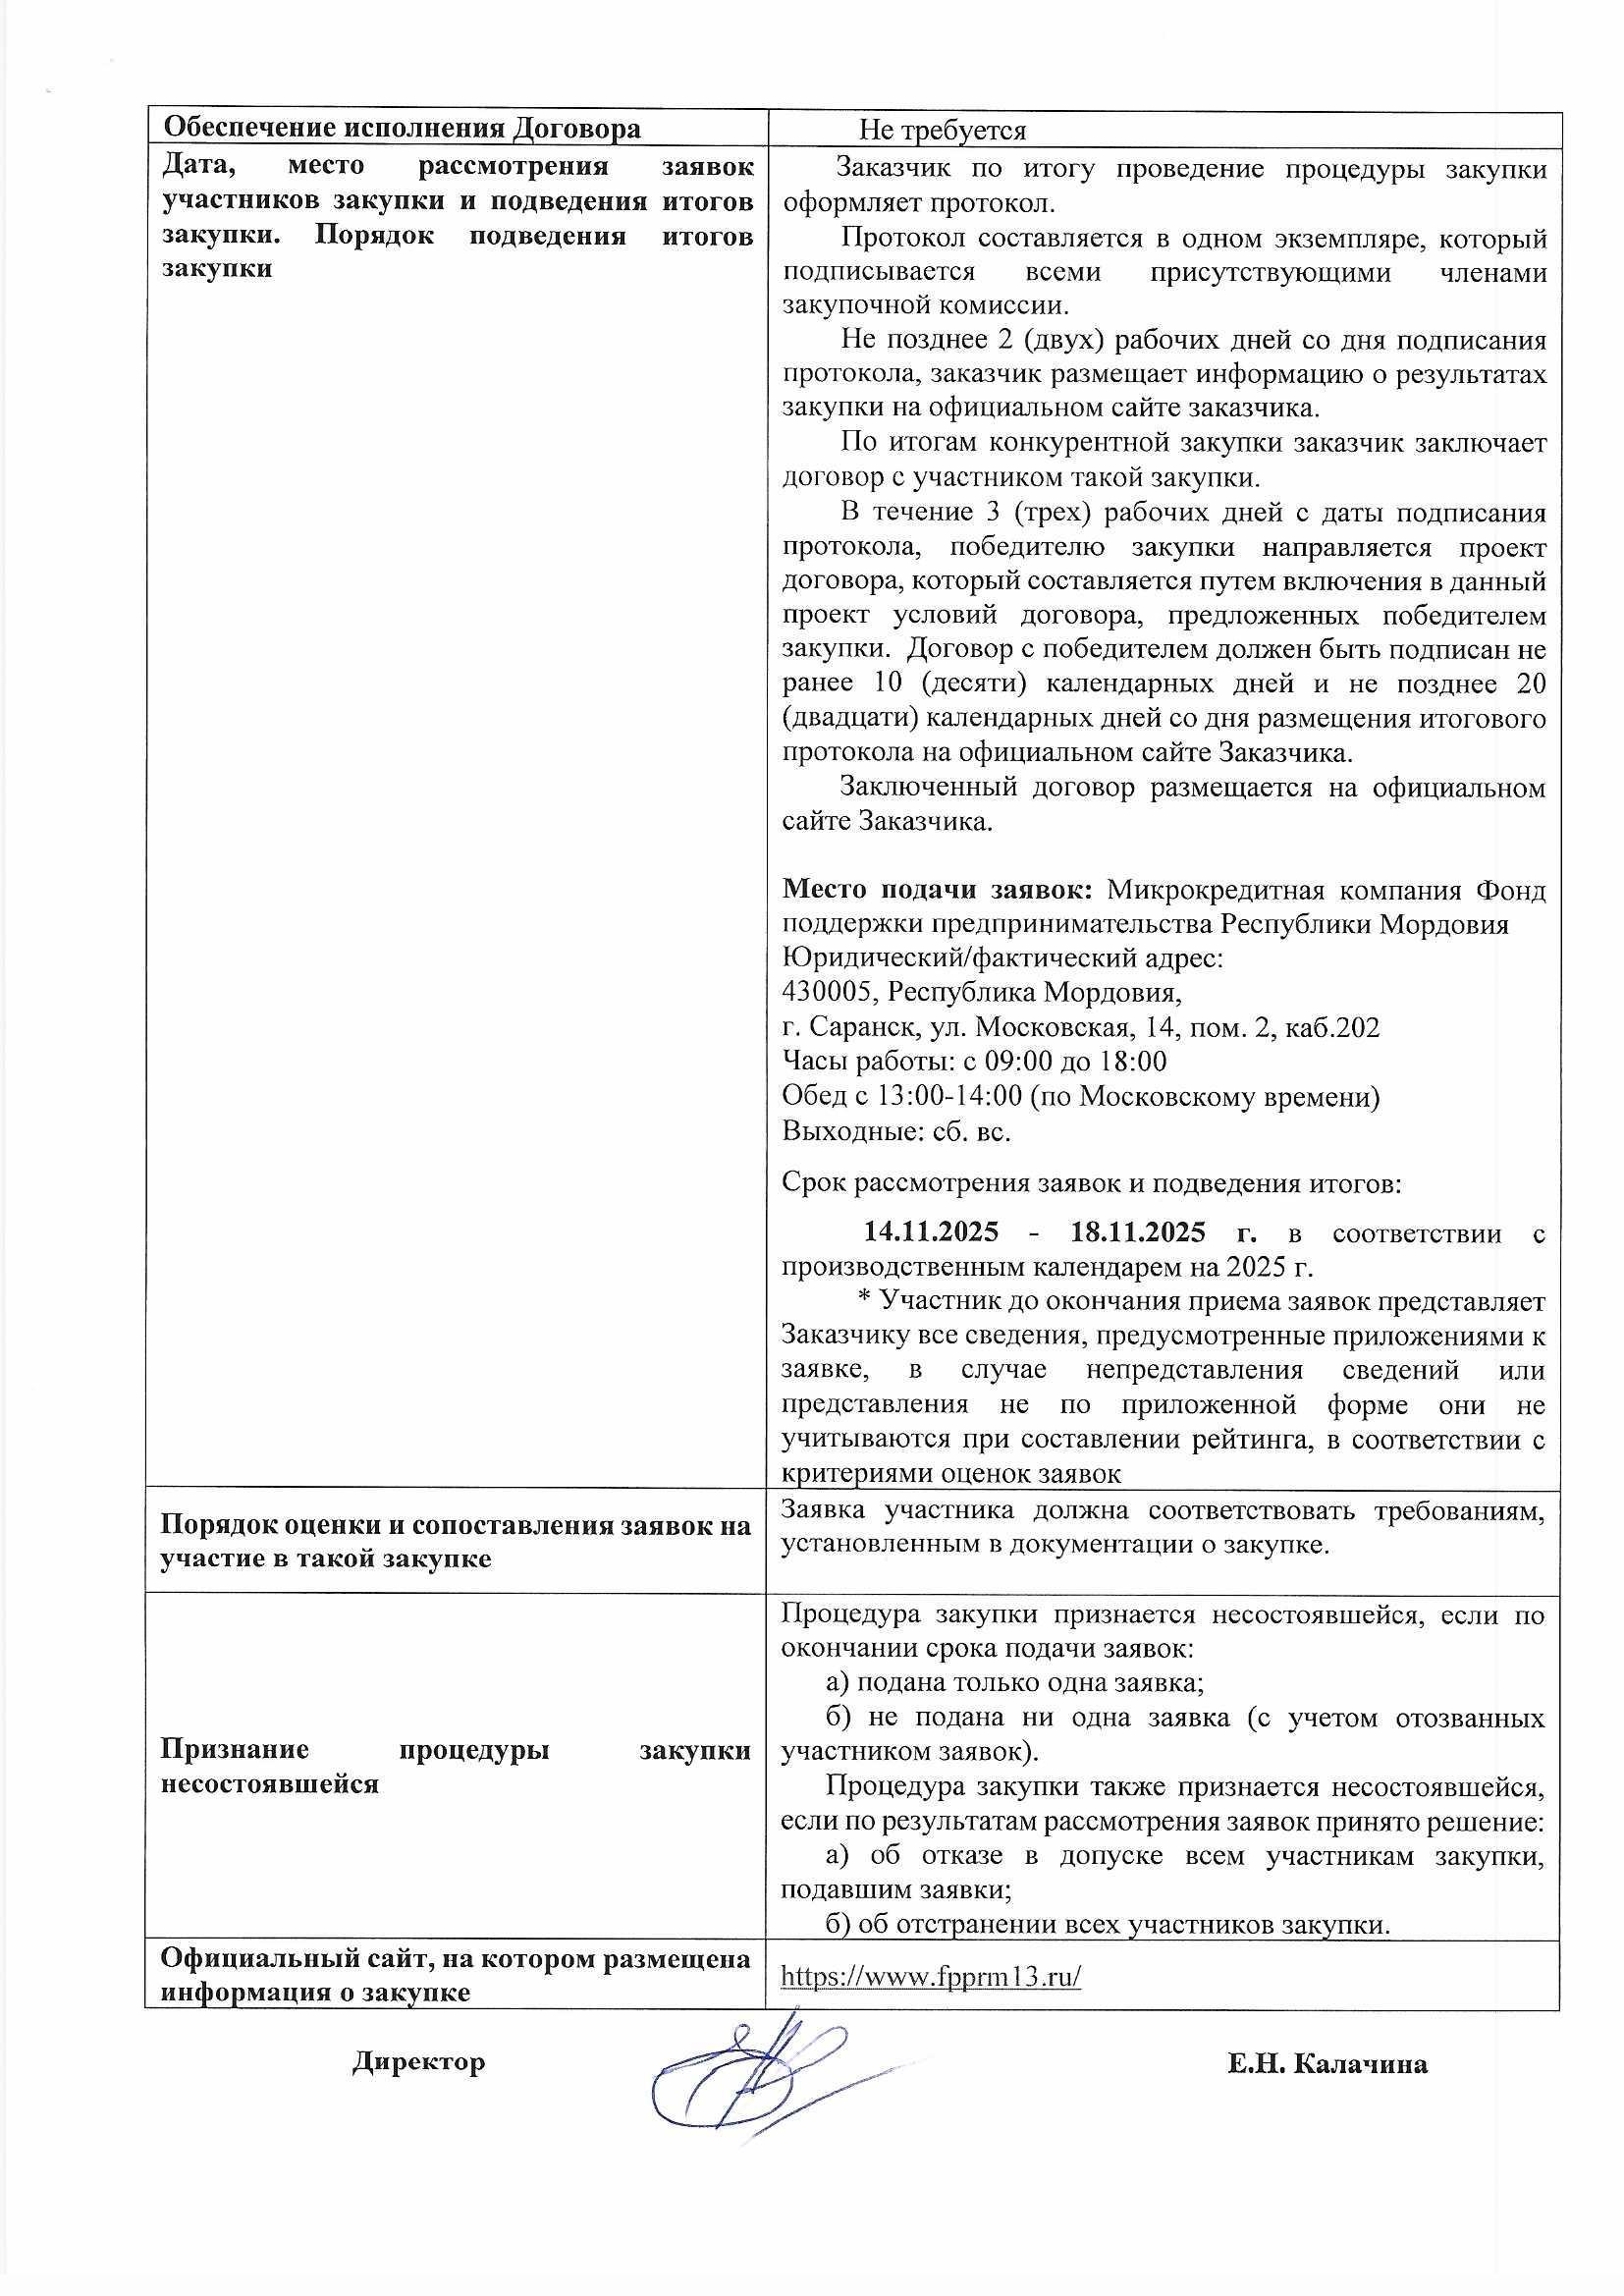 Обеспечение исполнения Договора
Не требуется
Дата, место рассмотрения заявок
участников закупки и подведения итогов
закупки. Порядок подведения итогов
закупки
Заказчик по итогу проведение процедуры закупки
оформляет протокол.
Протокол составляется в одном экземпляре, который
подписывается всеми присутствующими членами
закупочной комиссии.
Не позднее 2 (двух) рабочих дней со дня подписания
протокола, заказчик размещает информацию о результатах
закупки на официальном сайте заказчика.
По итогам конкурентной закупки заказчик заключает
договор с участником такой закупки.
В течение 3 (трех) рабочих дней с даты подписания
протокола, победителю закупки направляется проект
договора, который составляется путем включения в данный
проект условий договора, предложенных победителем
закупки. Договор с победителем должен быть подписан не
ранее 10 (десяти) календарных дней и не позднее 20
(двадцати) календарных дней со дня размещения итогового
протокола на официальном сайте Заказчика.
Заключенный договор размещается на официальном
сайте Заказчика.
Место подачи заявок: Микрокредитная компания Фонд
поддержки предпринимательства Республики Мордовия
Юридический/фактический адрес:
430005, Республика Мордовия,
г. Саранск, ул. Московская, 14, пом. 2, каб.202
Часы работы: с 09:00 до 18:00
Обед с 13:00-14:00 (по Московскому времени)
Выходные: сб. вс.
Срок рассмотрения заявок и подведения итогов:
14.11.2025 - 18.11.2025 г. в соответствии с
производственным календарем на 2025 г.
* Участник до окончания приема заявок представляет
Заказчику все сведения, предусмотренные приложениями к
заявке, в случае непредставления сведений или
представления не по приложенной форме они не
учитываются при составлении рейтинга, в соответствии с
критериями оценок заявок
Порядок оценки и сопоставления заявок на
участие в такой закупке
Заявка участника должна соответствовать требованиям,
установленным в документации о закупке.
Признание процедуры закупки
несостоявшейся
Процедура закупки признается несостоявшейся, если по
окончании срока подачи заявок:
а) подана только одна заявка;
б) не подана ни одна заявка (с учетом отозванных
участником заявок).
Процедура закупки также признается несостоявшейся,
если по результатам рассмотрения заявок принято решение:
а) об отказе в допуске всем участникам закупки,
подавшим заявки;
б) об отстранении всех участников закупки.
Официальный сайт, на котором размещена
информация о закупке
https://www.fpprm13.ru/
Директор
Е.Н. Калачина